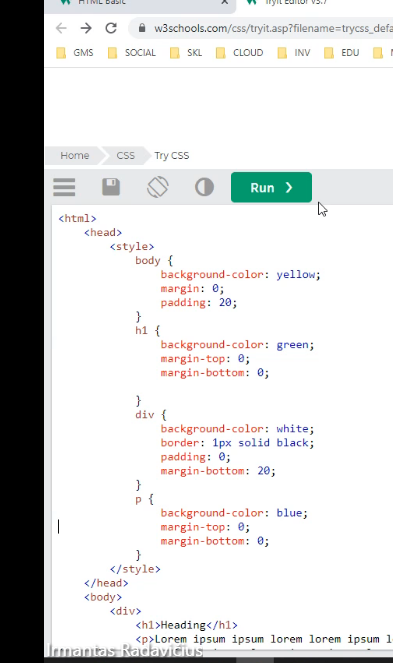 HTML Basic
Tryit Editor v3.7
w3schools.com/css/tryit.asp?filename=trycss_defa
GMS SOCIAL SKL CLOUD INV EDU
Home CSS Try CSS
Run ❯
<html>
<head>
<style>
body {
background-color: yellow;
margin: 0;
padding: 20;
}
h1 {
background-color: green;
margin-top: 0;
margin-bottom: 0;
}
div {
background-color: white;
border: 1px solid black;
padding: 0;
margin-bottom: 20;
}
p {
background-color: blue;
margin-top: 0;
margin-bottom: 0;
}
</style>
</head>
<body>
<div>
<h1>Heading</h1>
<p>Lorem ipsum ipsum lorem lorem ipsum
Irmantas Radavičius